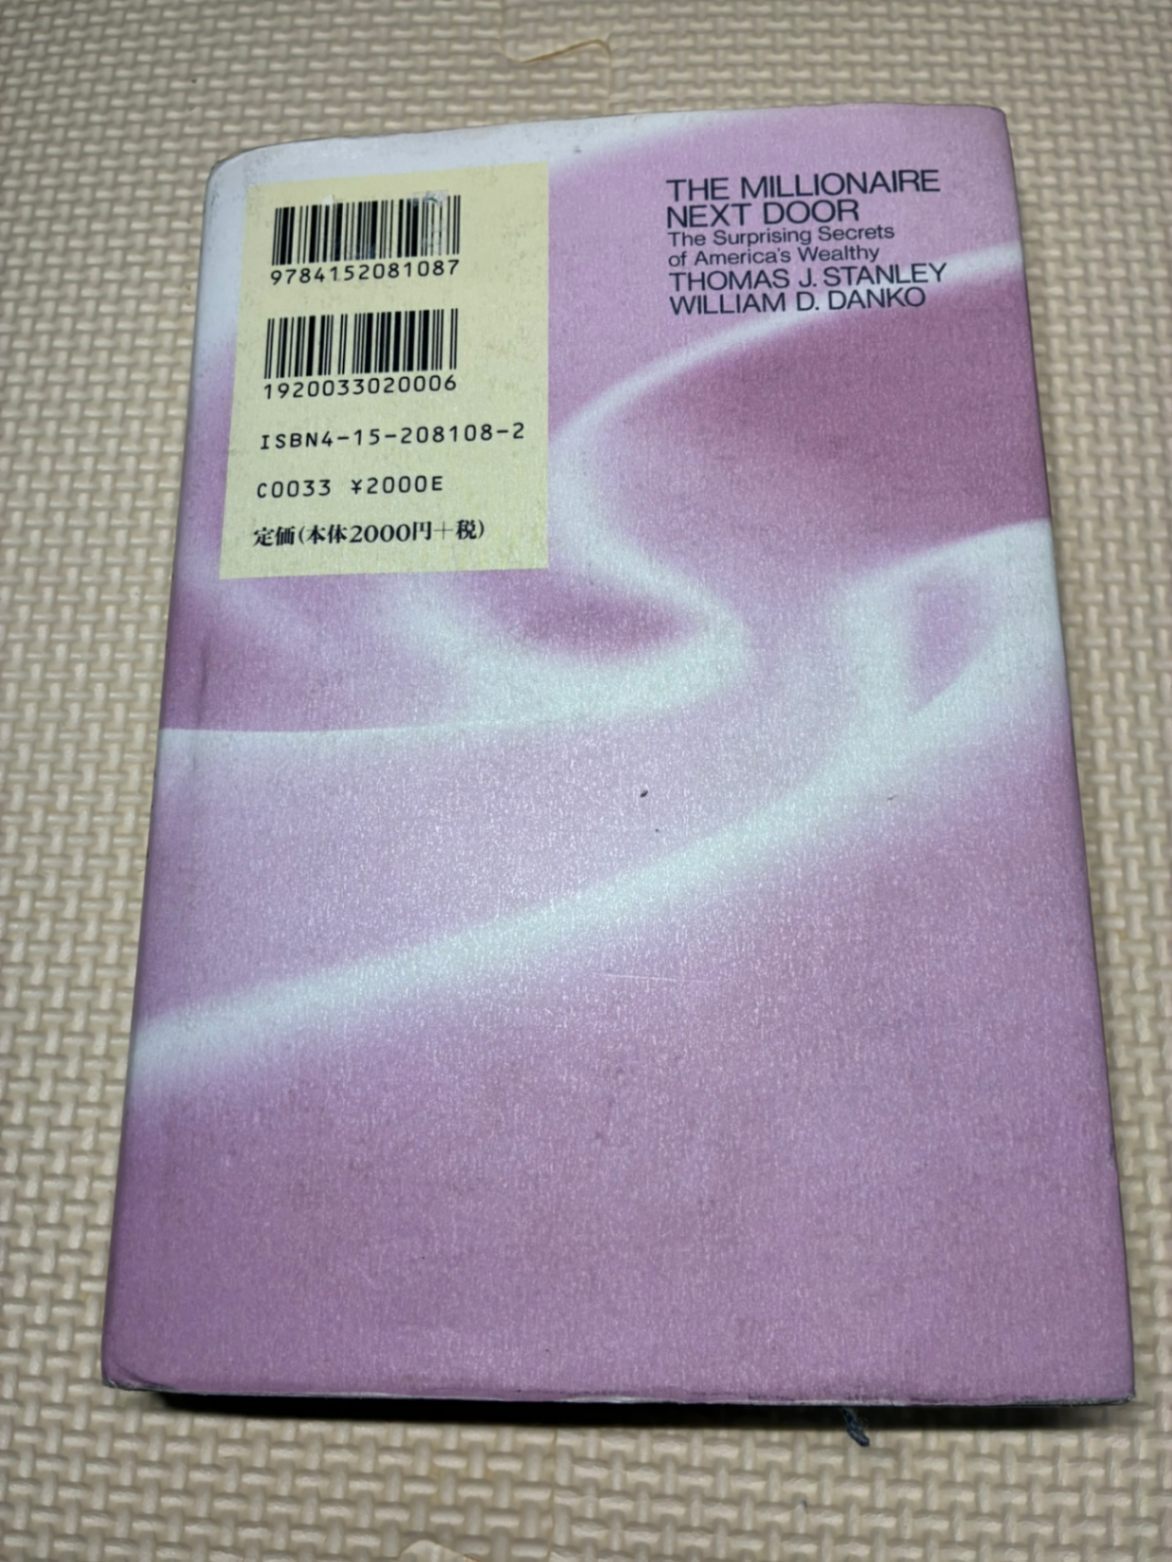 9784152081087
1920033020006
ISBN4-15-208108-2
C0033 ¥2000E
定価(本体2000円+税)
THE MILLIONAIRE
NEXT DOOR
The Surprising Secrets
of America's Wealthy
THOMAS J. STANLEY
WILLIAM D. DANKO